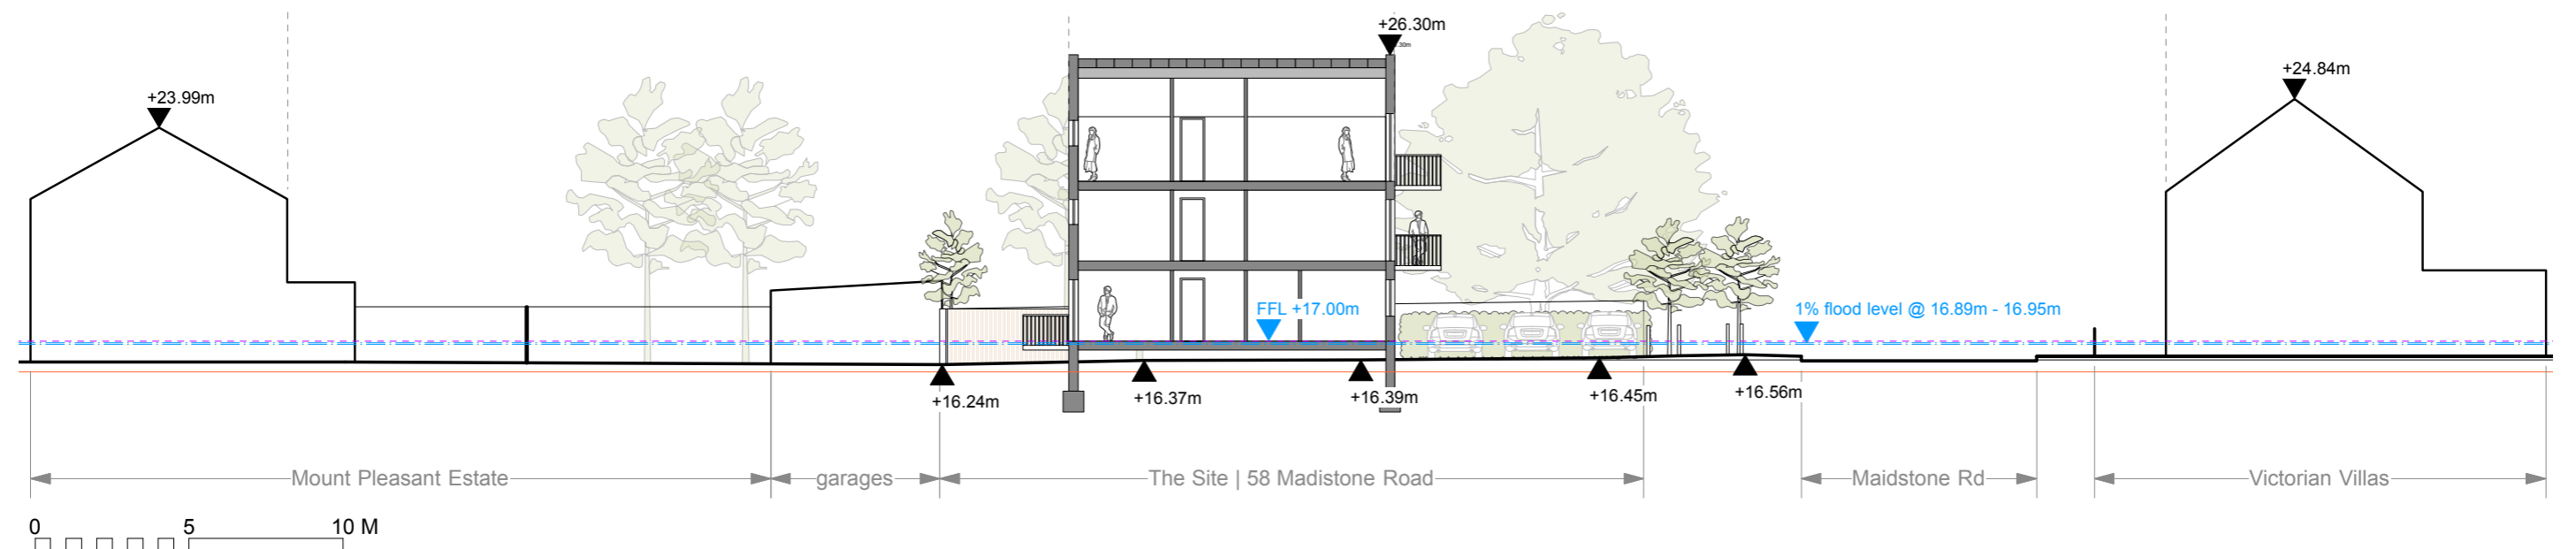 +26.30m
+23.99m
+24.84m
FFL +17.00m
1% flood level @ 16.89m - 16.95m
+16.24m
+16.37m
+16.39m
+16.45m
+16.56m
Mount Pleasant Estate
garages
The Site | 58 Madistone Road
Maidstone Rd
Victorian Villas
0 5 10 M